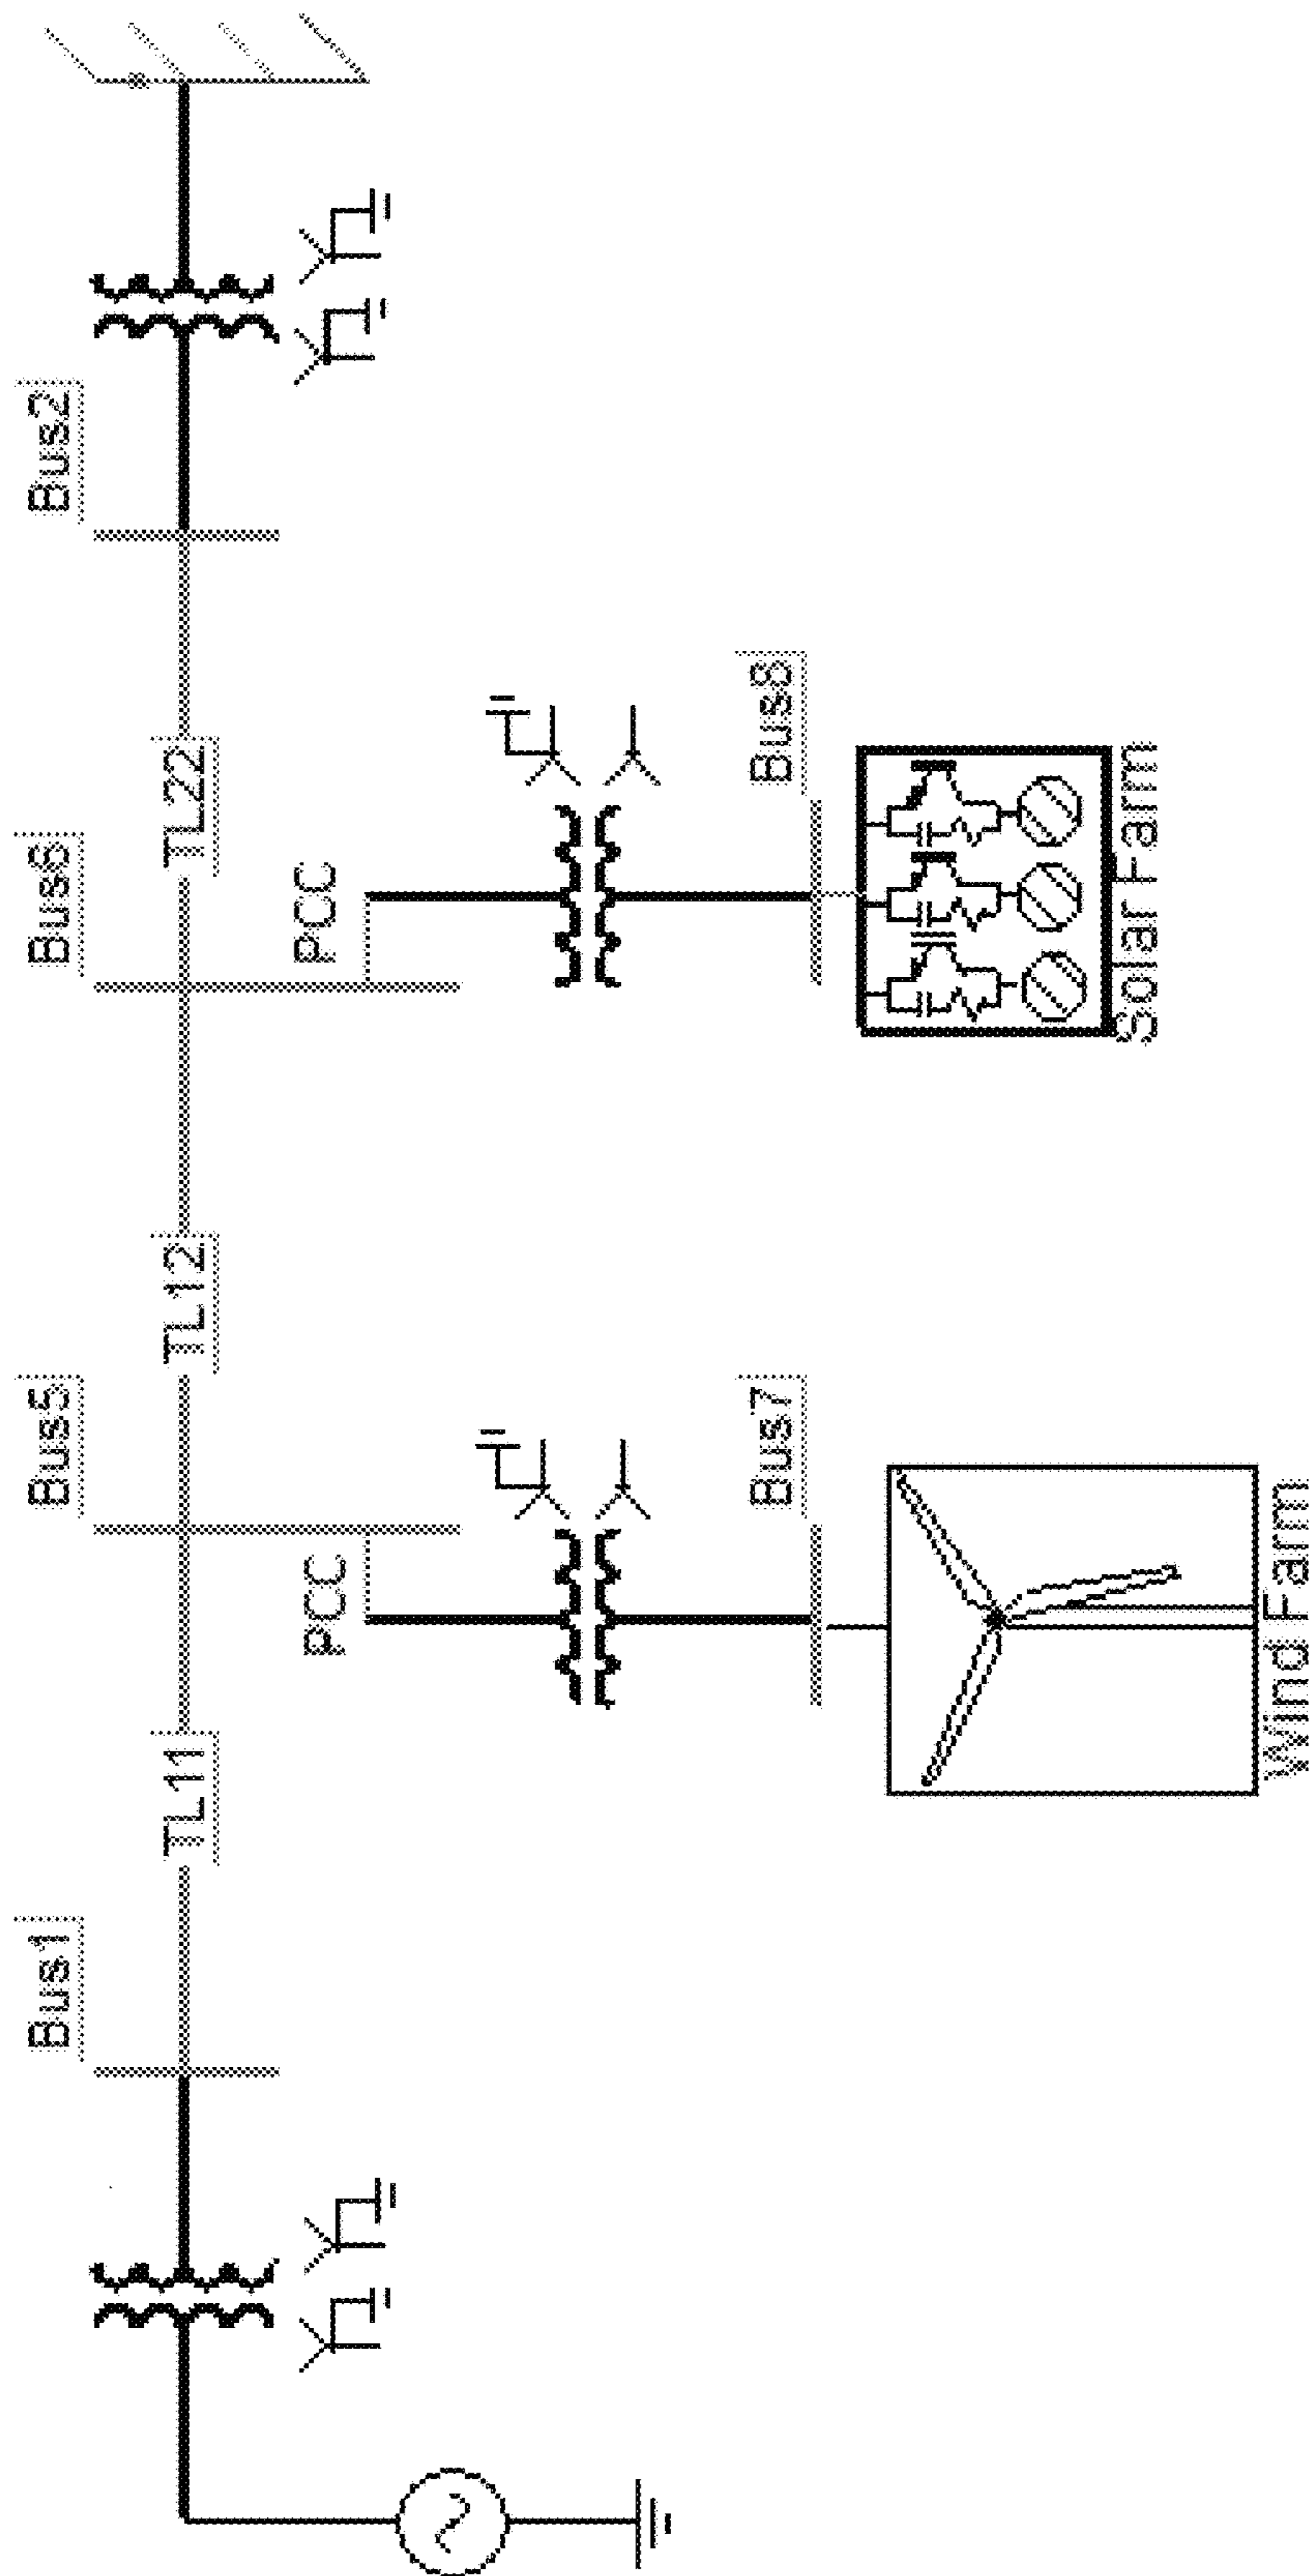 Bus1
TL11
Bus5
TL12
Bus6
TL22
Bus2
PCC
PCC
Bus7
Bus8
Wind Farm
Solar Farm